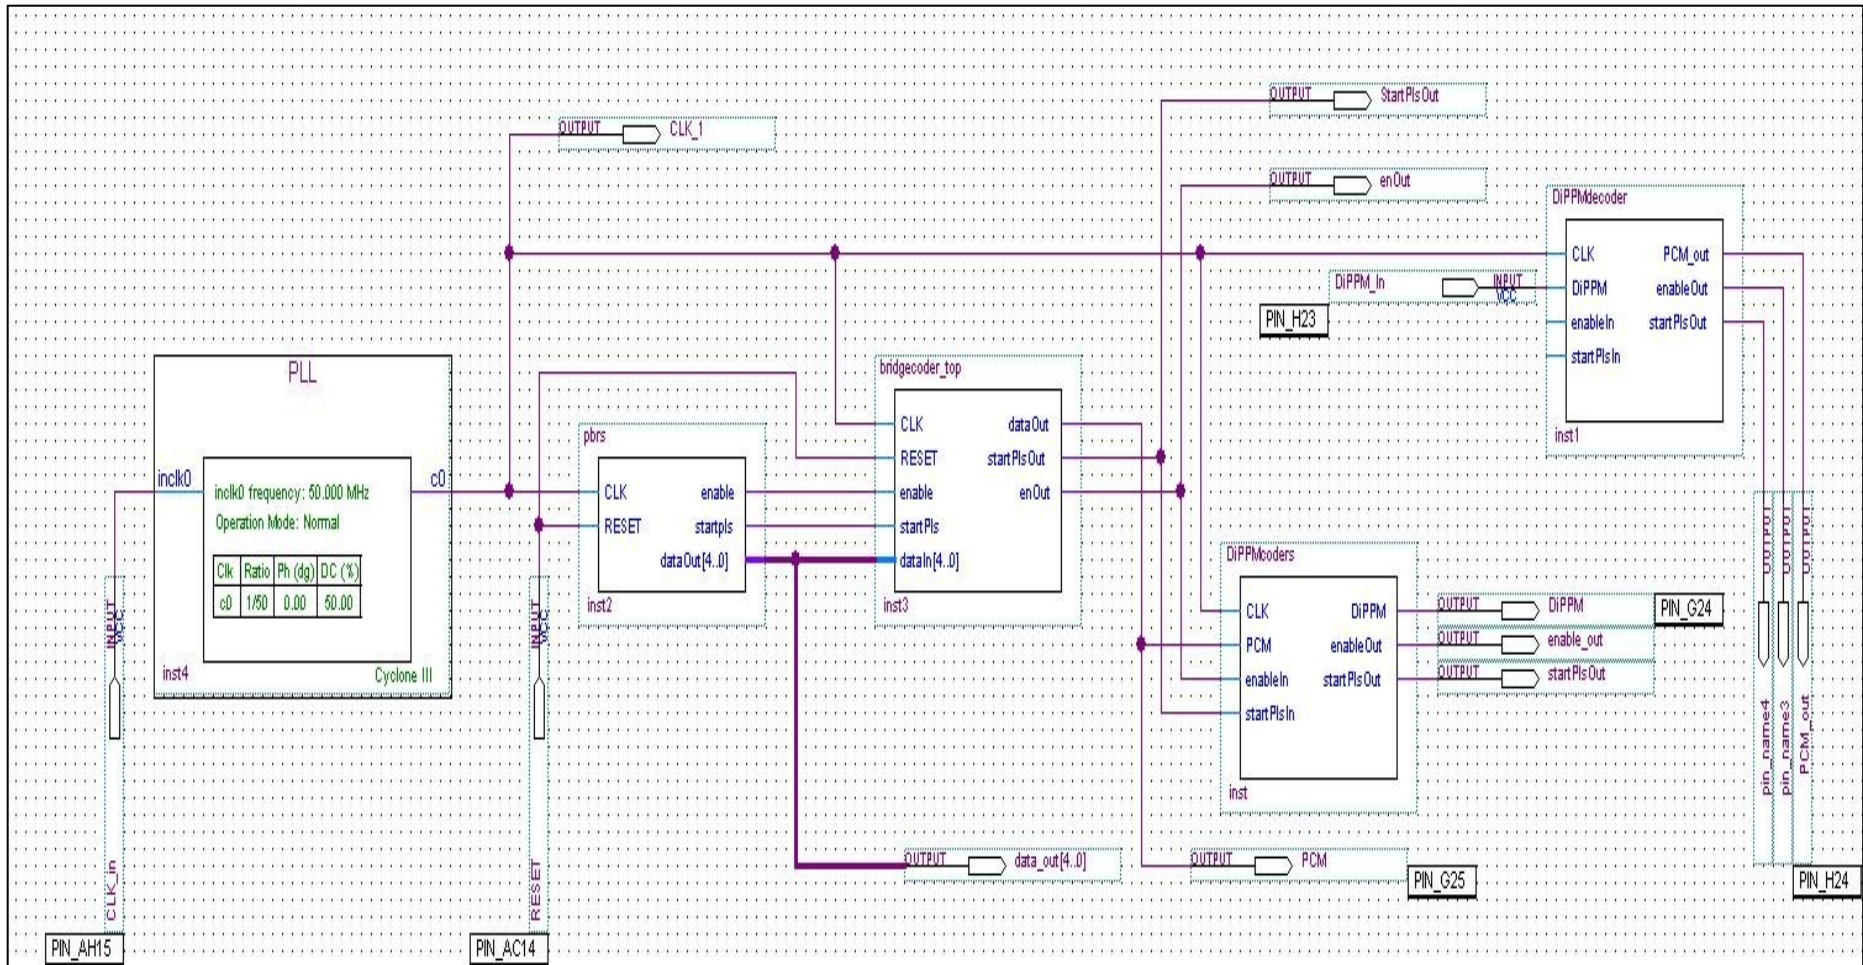 OUTPUT StartPlsOut
OUTPUT CLK_1
OUTPUT enOut
DiPPMdecoder
CLK PCM_out
DiPPM enableOut
enableIn startPlsOut
startPlsIn
inst1
DiPPM_In INPUT
VCC
PIN_H23
PLL
inclk0 c0
inclk0 frequency: 50.000 MHz
Operation Mode: Normal
Clk Ratio Ph (dg) DC (%)
c0 1/50 0.00 50.00
inst4 Cyclone III
pbrs
CLK enable
RESET startpls
dataOut[4..0]
inst2
bridgecoder_top
CLK dataOut
RESET startPlsOut
enable enOut
startPls
dataIn[4..0]
inst3
DiPPMcoders
CLK DiPPM
PCM enableOut
enableIn startPlsOut
startPlsIn
inst
OUTPUT DiPPM
PIN_G24
OUTPUT enable_out
OUTPUT startPlsOut
OUTPUT pin_name4
OUTPUT pin_name3
OUTPUT PCM_out
PIN_H24
OUTPUT data_out[4..0]
OUTPUT PCM
PIN_G25
INPUT
VCC
CLK_in
PIN_AH15
INPUT
VCC
RESET
PIN_AC14